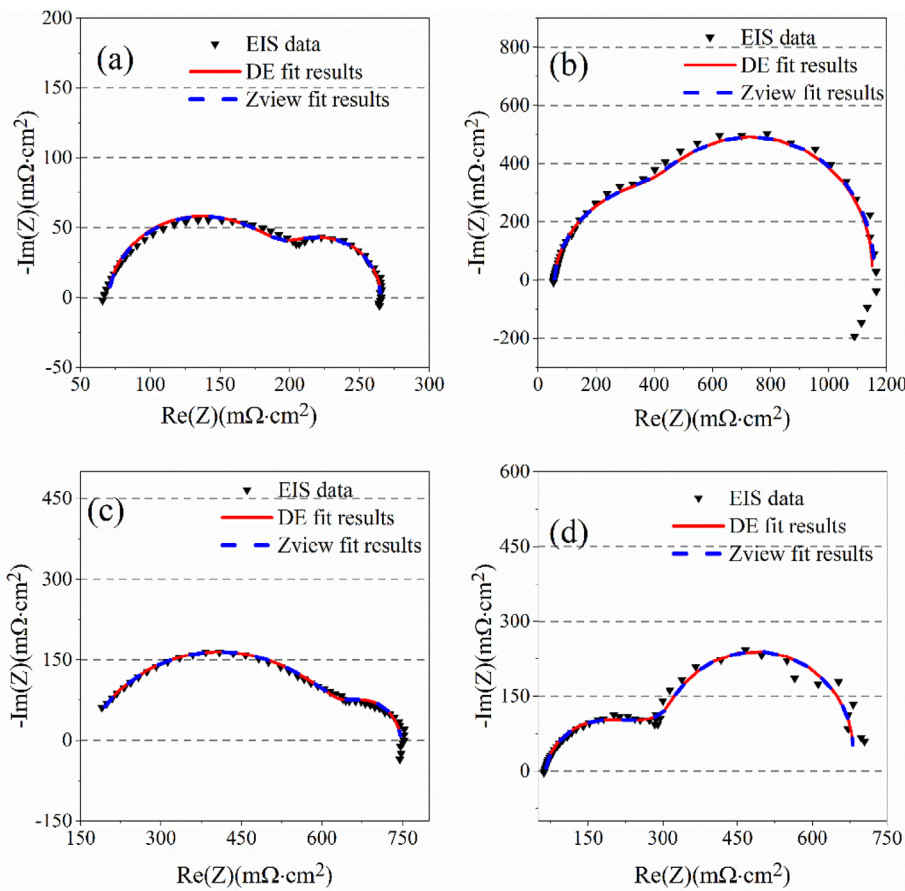 (a)
EIS data
DE fit results
Zview fit results
-Im(Z)(mΩ·cm²)
200
150
100
50
0
-50
50 100 150 200 250 300
Re(Z)(mΩ·cm²)
(b)
EIS data
DE fit results
Zview fit results
-Im(Z)(mΩ·cm²)
800
600
400
200
0
-200
0 200 400 600 800 1000 1200
Re(Z)(mΩ·cm²)
(c)
EIS data
DE fit results
Zview fit results
-Im(Z)(mΩ·cm²)
450
300
150
0
-150
150 300 450 600 750
Re(Z)(mΩ·cm²)
(d)
EIS data
DE fit results
Zview fit results
-Im(Z)(mΩ·cm²)
600
450
300
150
0
150 300 450 600 750
Re(Z)(mΩ·cm²)